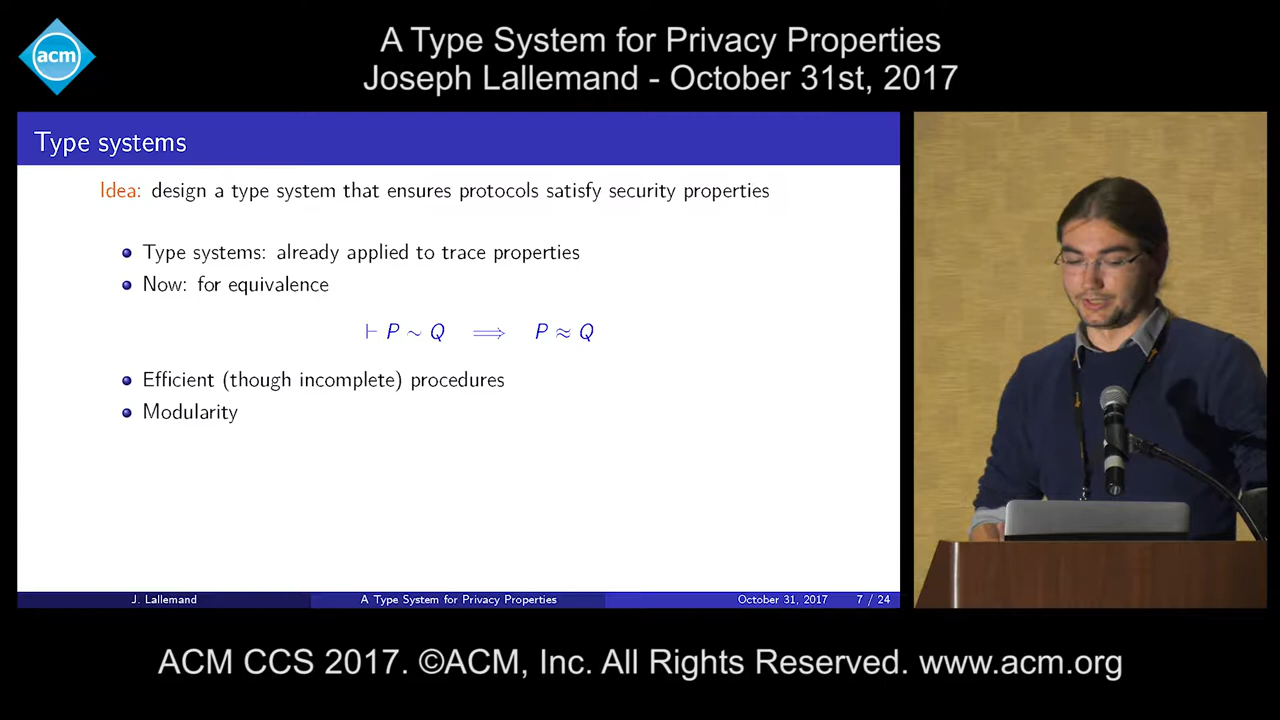 acm
A Type System for Privacy Properties
Joseph Lallemand - October 31st, 2017
Type systems
Idea: design a type system that ensures protocols satisfy security properties
Type systems: already applied to trace properties
Now: for equivalence
⊢ P ∼ Q ⟹ P ≈ Q
Efficient (though incomplete) procedures
Modularity
J. Lallemand A Type System for Privacy Properties October 31, 2017 7 / 24
ACM CCS 2017. ©ACM, Inc. All Rights Reserved. www.acm.org